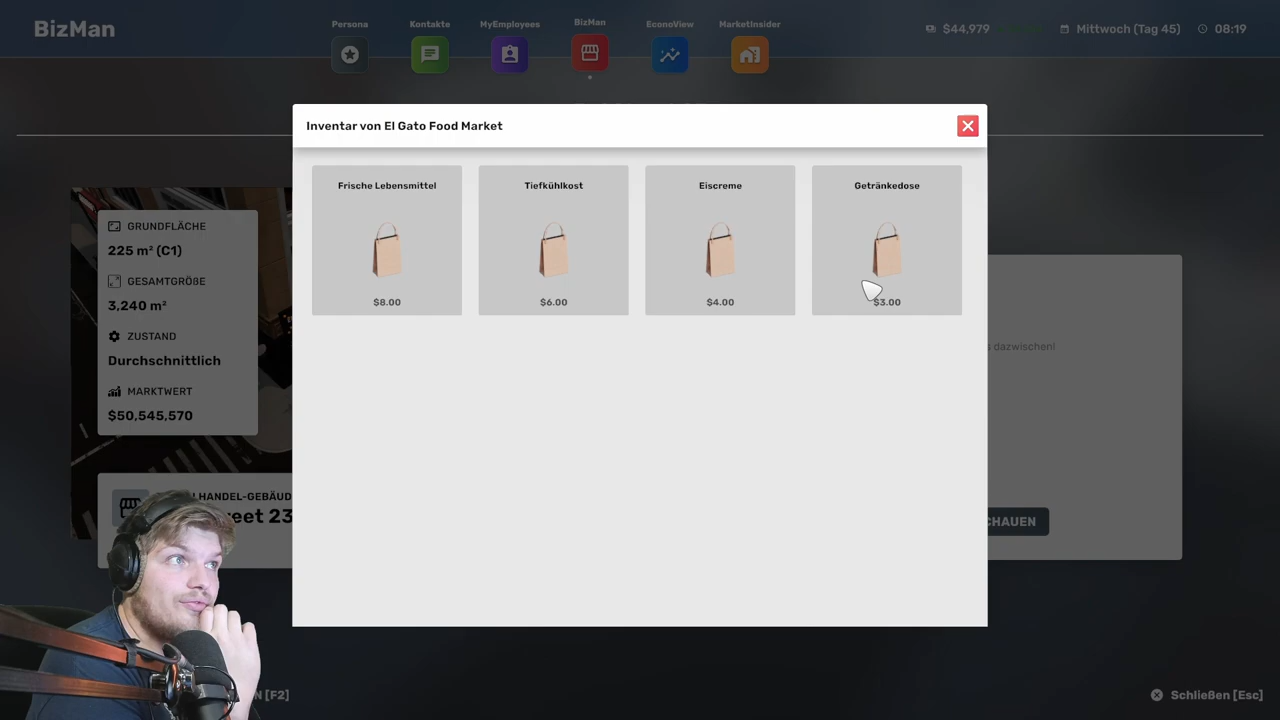 BizMan
Persona
Kontakte
MyEmployees
BizMan
EconoView
MarketInsider
$44,979
Mittwoch (Tag 45)
08:19
Inventar von El Gato Food Market
Frische Lebensmittel
Tiefkühlkost
Eiscreme
Getränkedose
$8.00
$6.00
$4.00
$3.00
GRUNDFLÄCHE
225 m² (C1)
GESAMTGRÖßE
3,240 m²
ZUSTAND
Durchschnittlich
MARKTWERT
$50,545,570
dazwischen!
HANDEL-GEBÄUD
reet 23
CHAUEN
[F2]
Schließen [Esc]